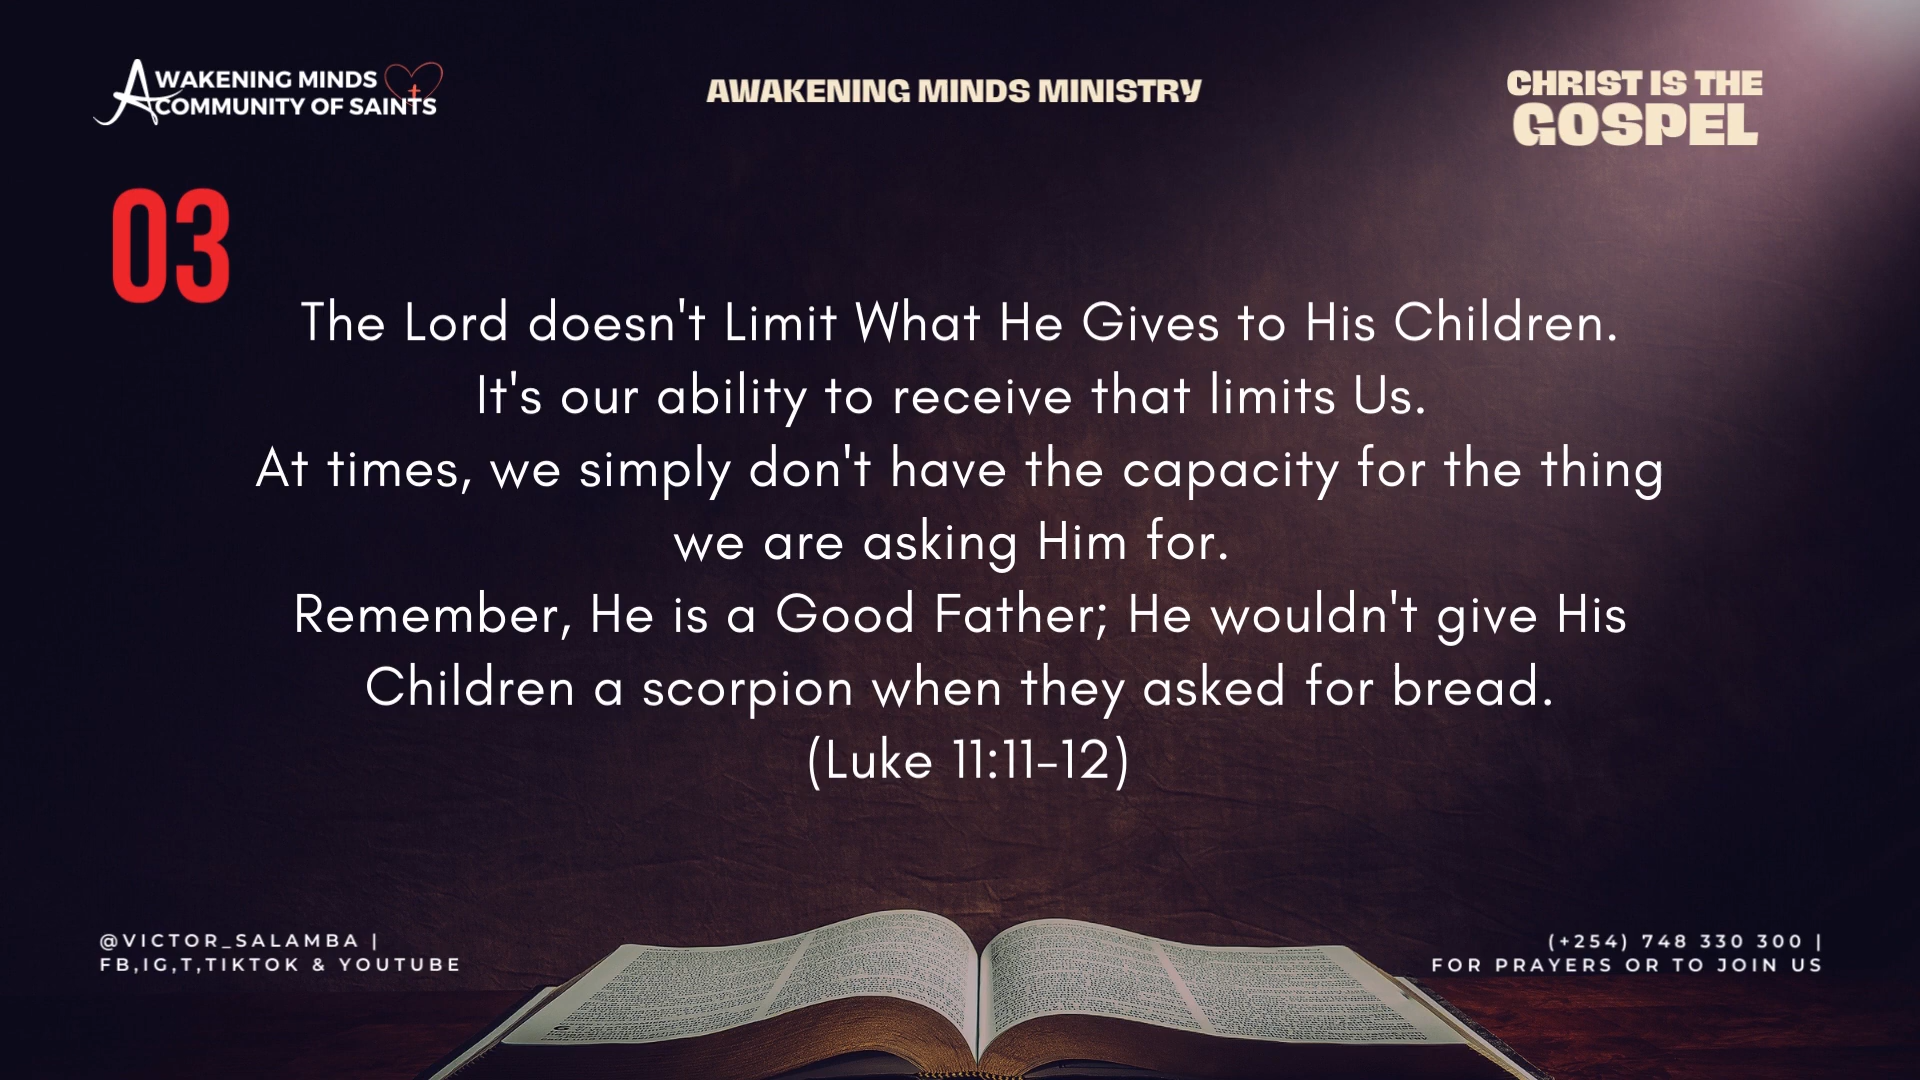 AWAKENING MINDS
COMMUNITY OF SAINTS
AWAKENING MINDS MINISTRY
CHRIST IS THE
GOSPEL
03
The Lord doesn't Limit What He Gives to His Children.
It's our ability to receive that limits Us.
At times, we simply don't have the capacity for the thing
we are asking Him for.
Remember, He is a Good Father; He wouldn't give His
Children a scorpion when they asked for bread.
(Luke 11:11-12)
@VICTOR_SALAMBA |
FB,IG,T,TIKTOK & YOUTUBE
(+254) 748 330 300 |
FOR PRAYERS OR TO JOIN US